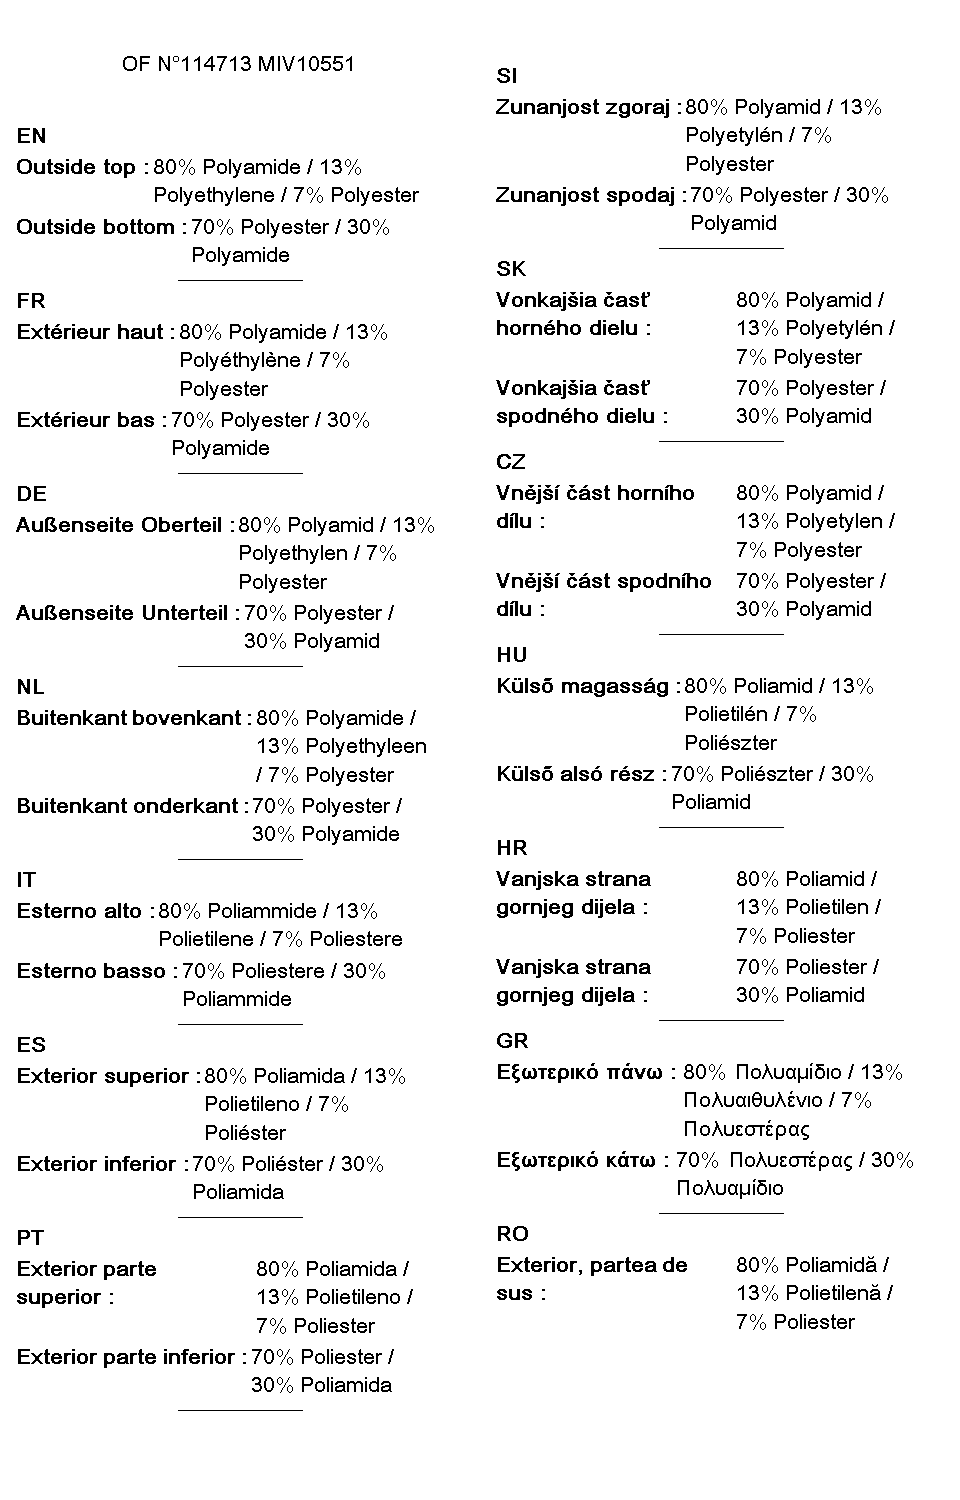 OF N°114713 MIV10551
EN
Outside top : 80% Polyamide / 13%
Polyethylene / 7% Polyester
Outside bottom : 70% Polyester / 30%
Polyamide
FR
Extérieur haut : 80% Polyamide / 13%
Polyéthylène / 7%
Polyester
Extérieur bas : 70% Polyester / 30%
Polyamide
DE
Außenseite Oberteil : 80% Polyamid / 13%
Polyethylen / 7%
Polyester
Außenseite Unterteil : 70% Polyester /
30% Polyamid
NL
Buitenkant bovenkant : 80% Polyamide /
13% Polyethyleen
/ 7% Polyester
Buitenkant onderkant : 70% Polyester /
30% Polyamide
IT
Esterno alto : 80% Poliammide / 13%
Polietilene / 7% Poliestere
Esterno basso : 70% Poliestere / 30%
Poliammide
ES
Exterior superior : 80% Poliamida / 13%
Polietileno / 7%
Poliéster
Exterior inferior : 70% Poliéster / 30%
Poliamida
PT
Exterior parte 80% Poliamida /
superior : 13% Polietileno /
7% Poliester
Exterior parte inferior : 70% Poliester /
30% Poliamida
SI
Zunanjost zgoraj : 80% Polyamid / 13%
Polyetylén / 7%
Polyester
Zunanjost spodaj : 70% Polyester / 30%
Polyamid
SK
Vonkajšia časť 80% Polyamid /
horného dielu : 13% Polyetylén /
7% Polyester
Vonkajšia časť 70% Polyester /
spodného dielu : 30% Polyamid
CZ
Vnější část horního 80% Polyamid /
dílu : 13% Polyetylen /
7% Polyester
Vnější část spodního 70% Polyester /
dílu : 30% Polyamid
HU
Külső magasság : 80% Poliamid / 13%
Polietilén / 7%
Poliészter
Külső alsó rész : 70% Poliészter / 30%
Poliamid
HR
Vanjska strana 80% Poliamid /
gornjeg dijela : 13% Polietilen /
7% Poliester
Vanjska strana 70% Poliester /
gornjeg dijela : 30% Poliamid
GR
Εξωτερικό πάνω : 80% Πολυαμίδιο / 13%
Πολυαιθυλένιο / 7%
Πολυεστέρας
Εξωτερικό κάτω : 70% Πολυεστέρας / 30%
Πολυαμίδιο
RO
Exterior, partea de 80% Poliamidă /
sus : 13% Polietilenă /
7% Poliester